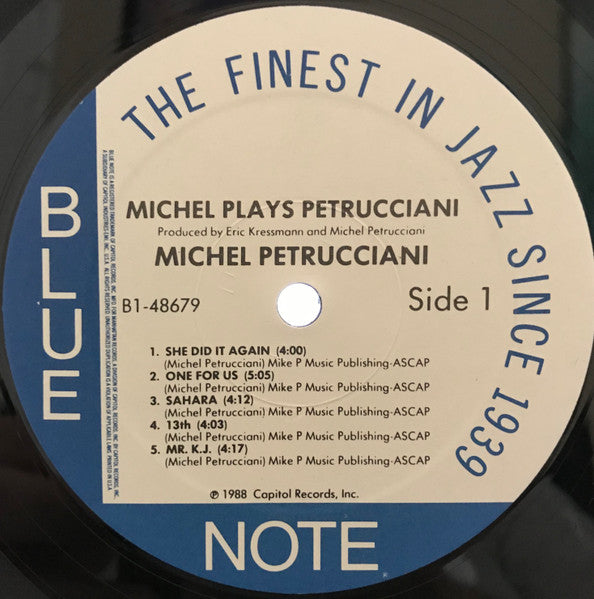 THE FINEST IN JAZZ SINCE 1939
BLUE
MICHEL PLAYS PETRUCCIANI
Produced by Eric Kressmann and Michel Petrucciani
MICHEL PETRUCCIANI
B1-48679
Side 1
1. SHE DID IT AGAIN (4:00)
(Michel Petrucciani) Mike P Music Publishing-ASCAP
2. ONE FOR US (5:05)
(Michel Petrucciani) Mike P Music Publishing-ASCAP
3. SAHARA (4:12)
(Michel Petrucciani) Mike P Music Publishing-ASCAP
4. 13th (4:03)
(Michel Petrucciani) Mike P Music Publishing-ASCAP
5. MR. K.J. (4:17)
(Michel Petrucciani) Mike P Music Publishing-ASCAP
℗ 1988 Capitol Records, Inc.
NOTE